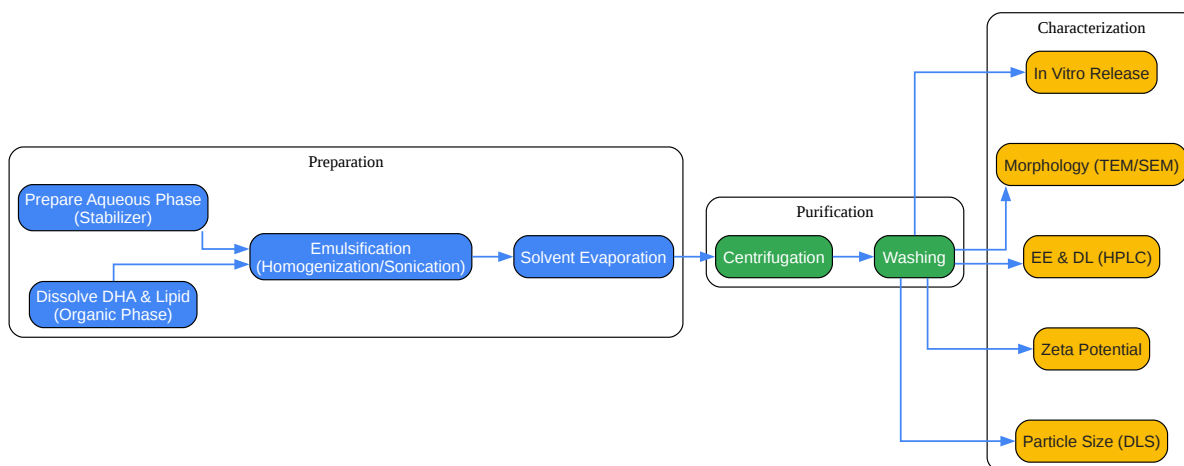 Preparation
Prepare Aqueous Phase
(Stabilizer)
Dissolve DHA & Lipid
(Organic Phase)
Emulsification
(Homogenization/Sonication)
Solvent Evaporation
Purification
Centrifugation
Washing
Characterization
In Vitro Release
Morphology (TEM/SEM)
EE & DL (HPLC)
Zeta Potential
Particle Size (DLS)